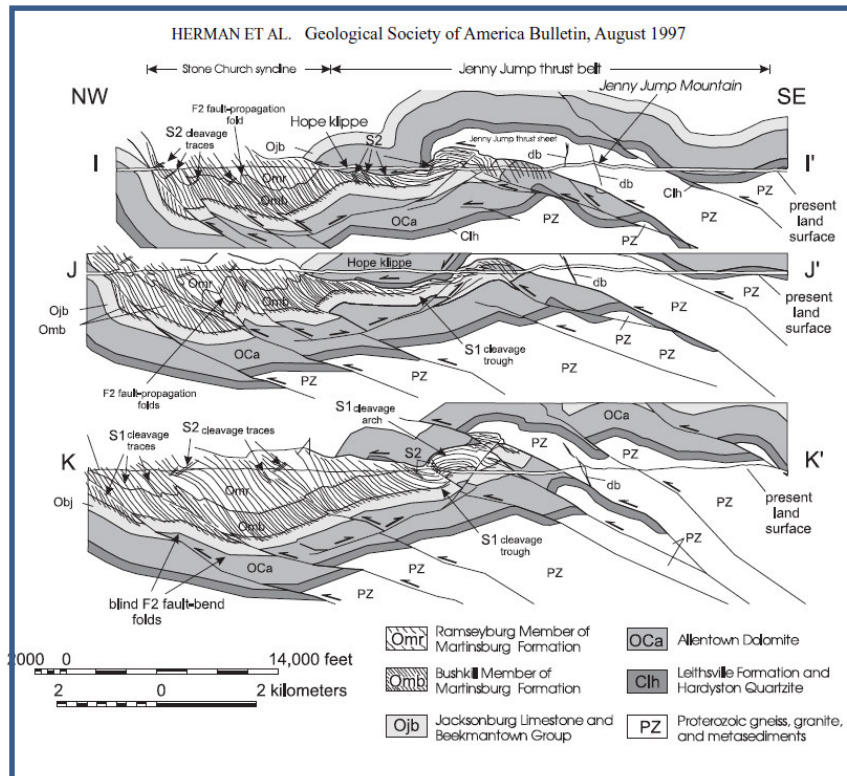 HERMAN ET AL. Geological Society of America Bulletin, August 1997
Stone Church syncline
Jenny Jump thrust belt
NW
SE
F2 fault-propagation
fold
S2 cleavage
traces
Hope klippe
Jenny Jump Mountain
Ojb
S2
Jenny Jump thrust sheet
db
I
I'
Omr
Omb
db
Clh
PZ
PZ
present
land
surface
OCa
Clh
PZ
PZ
J
J'
Hope klippe
Omr
db
Ojb
Omb
Omb
PZ
PZ
present
land
surface
OCa
S1 cleavage
trough
PZ
PZ
PZ
PZ
PZ
PZ
F2 fault-propagation
folds
S1 cleavage
arch
OCa
S1 cleavage
traces
S2 cleavage traces
PZ
K
K'
S2
Omr
db
PZ
present
land
surface
Obj
Omb
S1 cleavage
trough
OCa
PZ
PZ
PZ
PZ
PZ
blind F2 fault-bend
folds
2000 0 14,000 feet
2 0 2 kilometers
Omr Ramseyburg Member of
Martinsburg Formation
Omb Bushkill Member of
Martinsburg Formation
Ojb Jacksonburg Limestone and
Beekmantown Group
OCa Allentown Dolomite
Clh Leithsville Formation and
Hardyston Quartzite
PZ Proterozoic gneiss, granite,
and metasediments